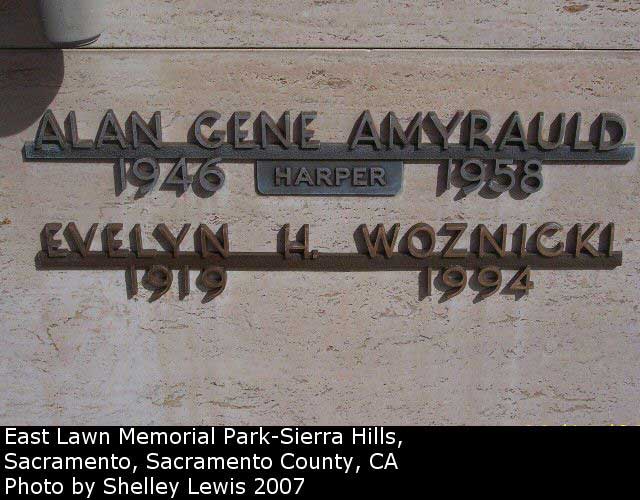 ALAN GENE AMYRAULD
1946 HARPER 1958
EVELYN H. WOZNICKI
1919 1994
East Lawn Memorial Park-Sierra Hills,
Sacramento, Sacramento County, CA
Photo by Shelley Lewis 2007